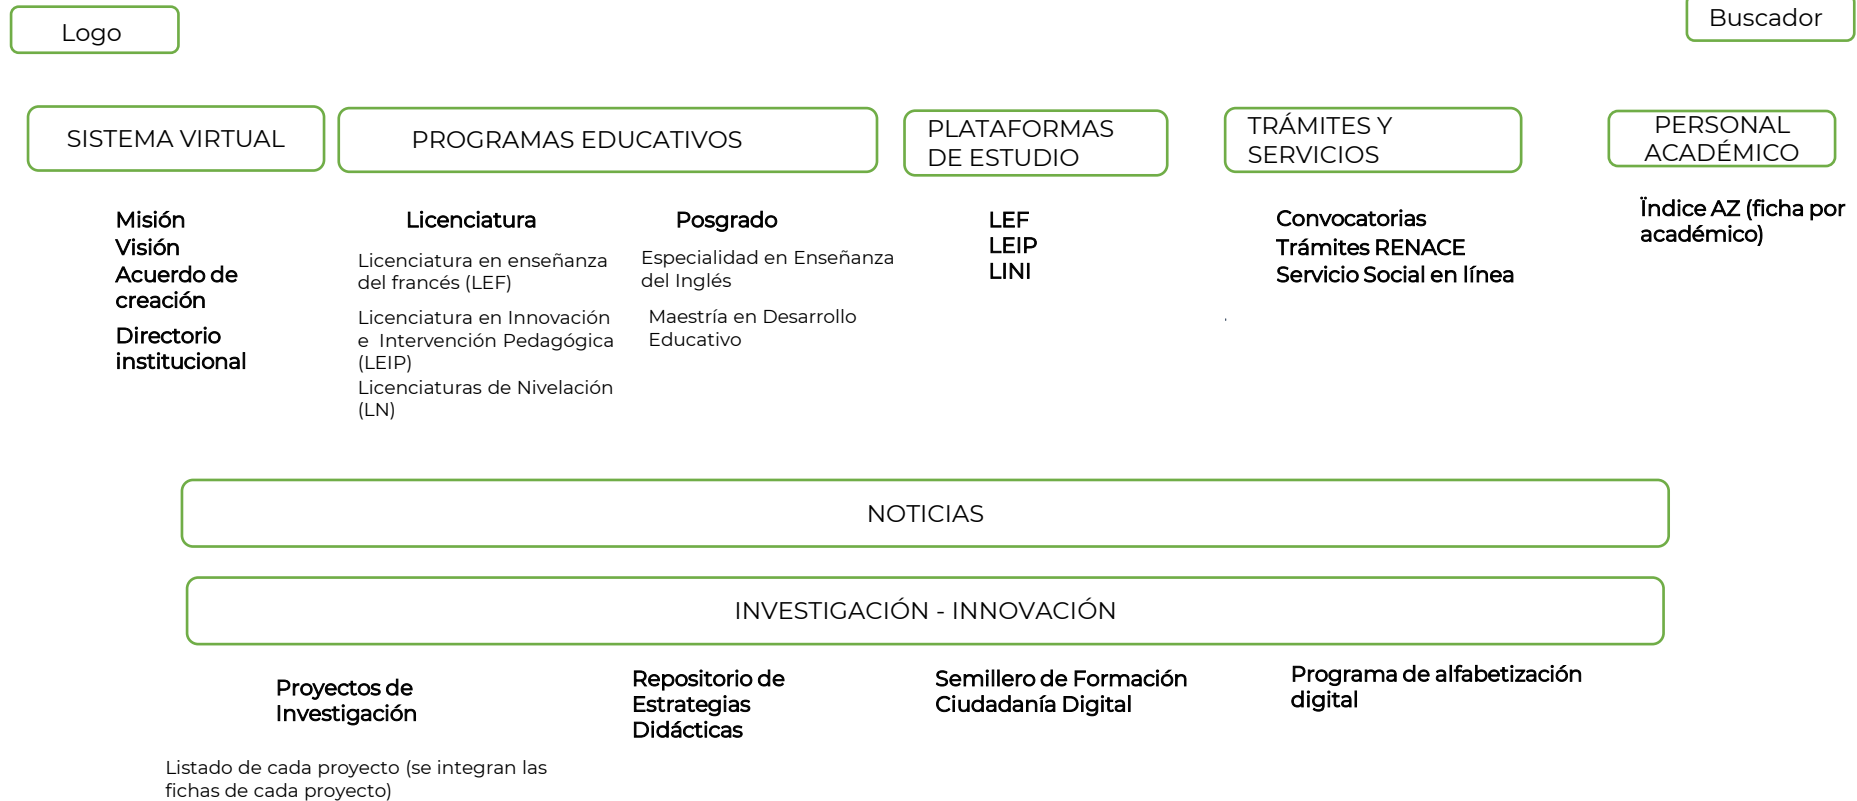 Logo
Buscador
SISTEMA VIRTUAL
Misión
Visión
Acuerdo de
creación
Directorio
institucional
PROGRAMAS EDUCATIVOS
Licenciatura
Licenciatura en enseñanza
del francés (LEF)
Licenciatura en Innovación
e Intervención Pedagógica
(LEIP)
Licenciaturas de Nivelación
(LN)
Posgrado
Especialidad en Enseñanza
del Inglés
Maestría en Desarrollo
Educativo
PLATAFORMAS
DE ESTUDIO
LEF
LEIP
LINI
TRÁMITES Y
SERVICIOS
Convocatorias
Trámites RENACE
Servicio Social en línea
PERSONAL
ACADÉMICO
Ïndice AZ (ficha por
académico)
NOTICIAS
INVESTIGACIÓN - INNOVACIÓN
Proyectos de
Investigación
Listado de cada proyecto (se integran las
fichas de cada proyecto)
Repositorio de
Estrategias
Didácticas
Semillero de Formación
Ciudadanía Digital
Programa de alfabetización
digital